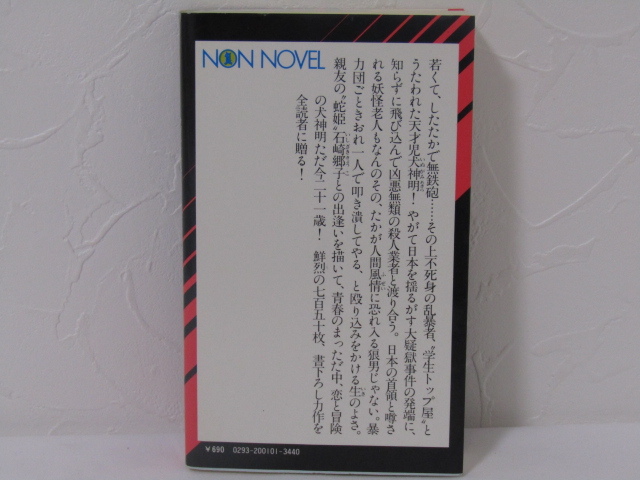 NON NOVEL
若くて、したたかで無鉄砲……その上不死身の乱暴者、〝学生トップ屋〟と
うたわれた天才児犬神明！ やがて日本を揺るがす大疑獄事件の発端に、
知らずに飛び込んで凶悪無類の殺人業者と渡り合う。日本の首領と噂さ
れる妖怪老人もなんのその、たかが人間風情に恐れ入る狼男じゃない。暴
力団ごときおれ一人で叩き潰してやる、と殴り込みをかける生のよさ。
親友の〝蛇姫〟石崎郷子との出逢いを描いて、青春のまっただ中、恋と冒険
の犬神明ただ今二十一歳！ 鮮烈の七百五十枚、書下ろし力作を
全読者に贈る！
￥690 0293-200101-3440